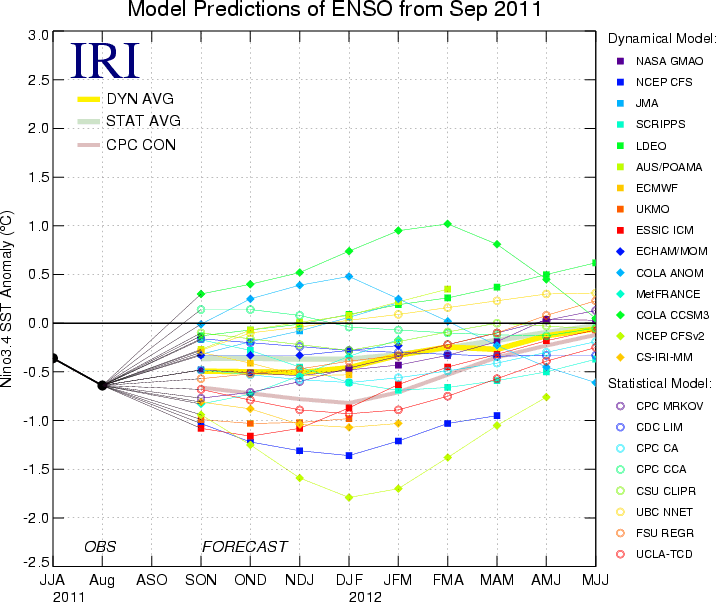 Model Predictions of ENSO from Sep 2011
Nino3.4 SST Anomaly (ºC)
3.0
2.5
2.0
1.5
1.0
0.5
0.0
-0.5
-1.0
-1.5
-2.0
-2.5
IRI
DYN AVG
STAT AVG
CPC CON
OBS
FORECAST
JJA Aug ASO SON OND NDJ DJF JFM FMA MAM AMJ MJJ
2011 2012
Dynamical Model:
NASA GMAO
NCEP CFS
JMA
SCRIPPS
LDEO
AUS/POAMA
ECMWF
UKMO
ESSIC ICM
ECHAM/MOM
COLA ANOM
MetFRANCE
COLA CCSM3
NCEP CFSv2
CS-IRI-MM
Statistical Model:
CPC MRKOV
CDC LIM
CPC CA
CPC CCA
CSU CLIPR
UBC NNET
FSU REGR
UCLA-TCD